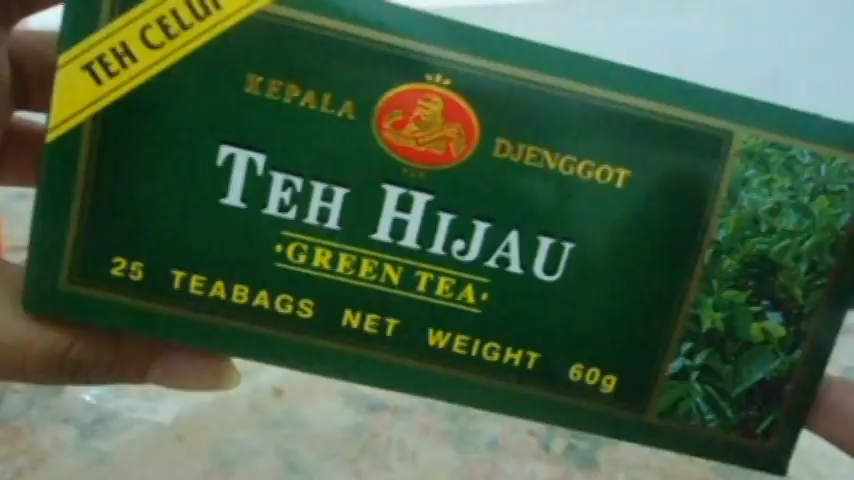 TEH CELUP
KEPALA DJENGGOT
TEH HIJAU
·GREEN TEA·
25 TEABAGS NET WEIGHT 60g